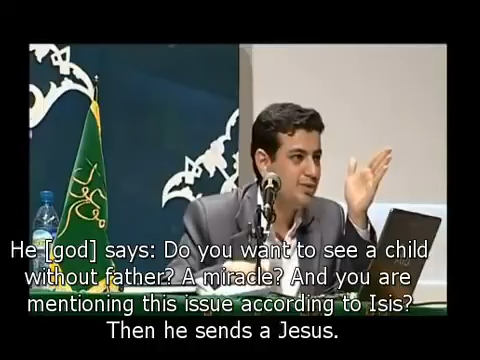 He [god] says: Do you want to see a child
without father? A miracle? And you are
mentioning this issue according to Isis?
Then he sends a Jesus.